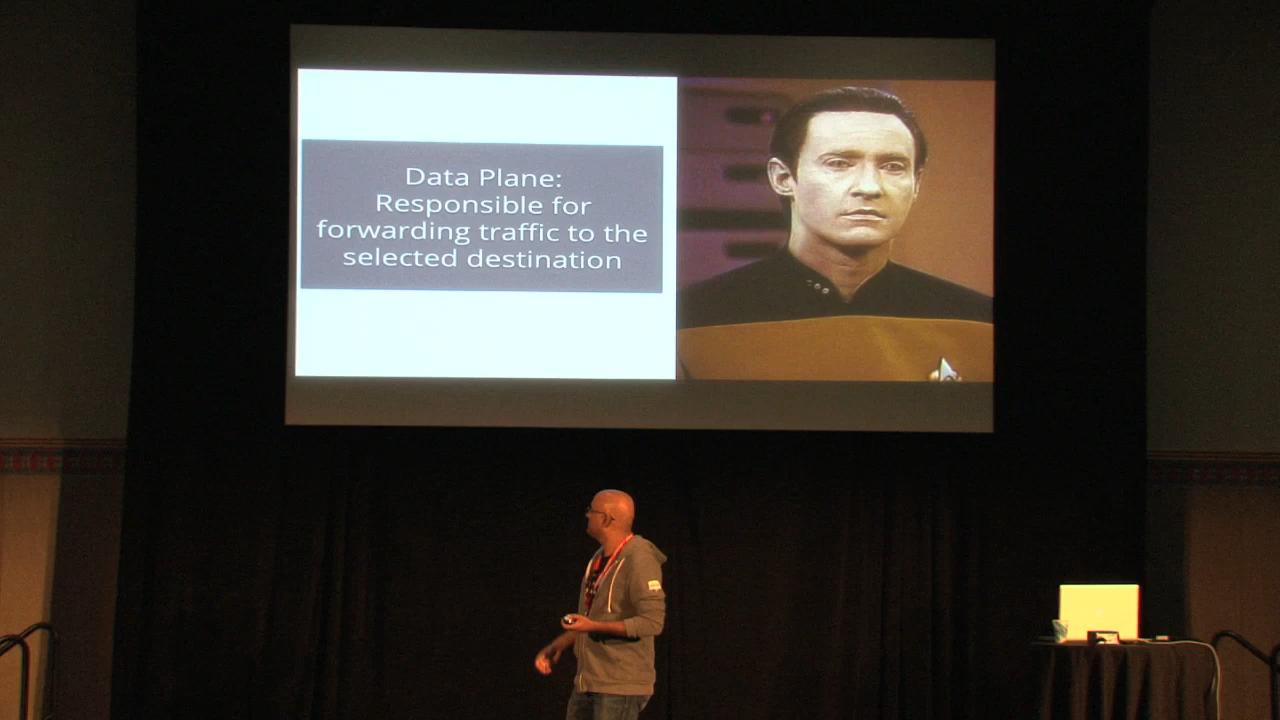 Data Plane:
Responsible for
forwarding traffic to the
selected destination